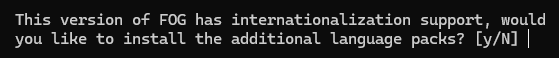 This version of FOG has internationalization support, would
you like to install the additional language packs? [y/N]